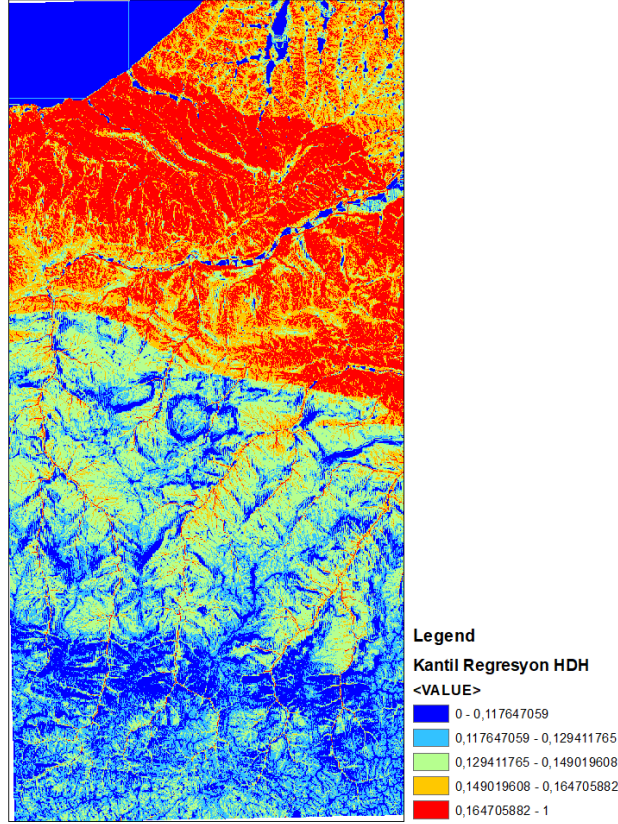 Legend
Kantil Regresyon HDH
<VALUE>
0 - 0,117647059
0,117647059 - 0,129411765
0,129411765 - 0,149019608
0,149019608 - 0,164705882
0,164705882 - 1